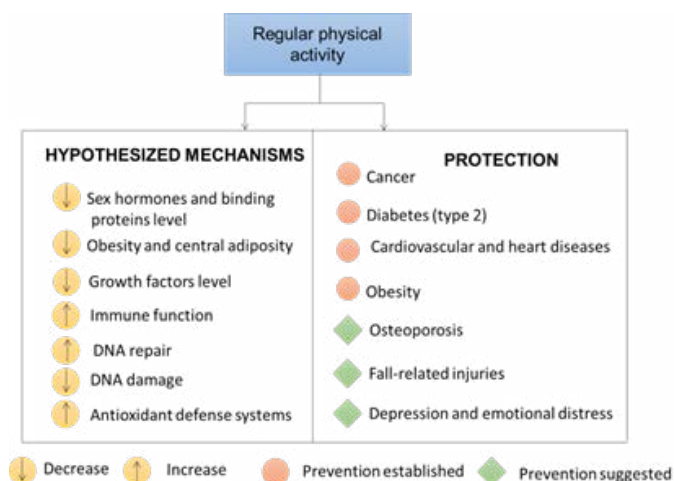 Regular physical
activity
HYPOTHESIZED MECHANISMS
Sex hormones and binding
proteins level
Obesity and central adiposity
Growth factors level
Immune function
DNA repair
DNA damage
Antioxidant defense systems
PROTECTION
Cancer
Diabetes (type 2)
Cardiovascular and heart diseases
Obesity
Osteoporosis
Fall-related injuries
Depression and emotional distress
Decrease
Increase
Prevention established
Prevention suggested